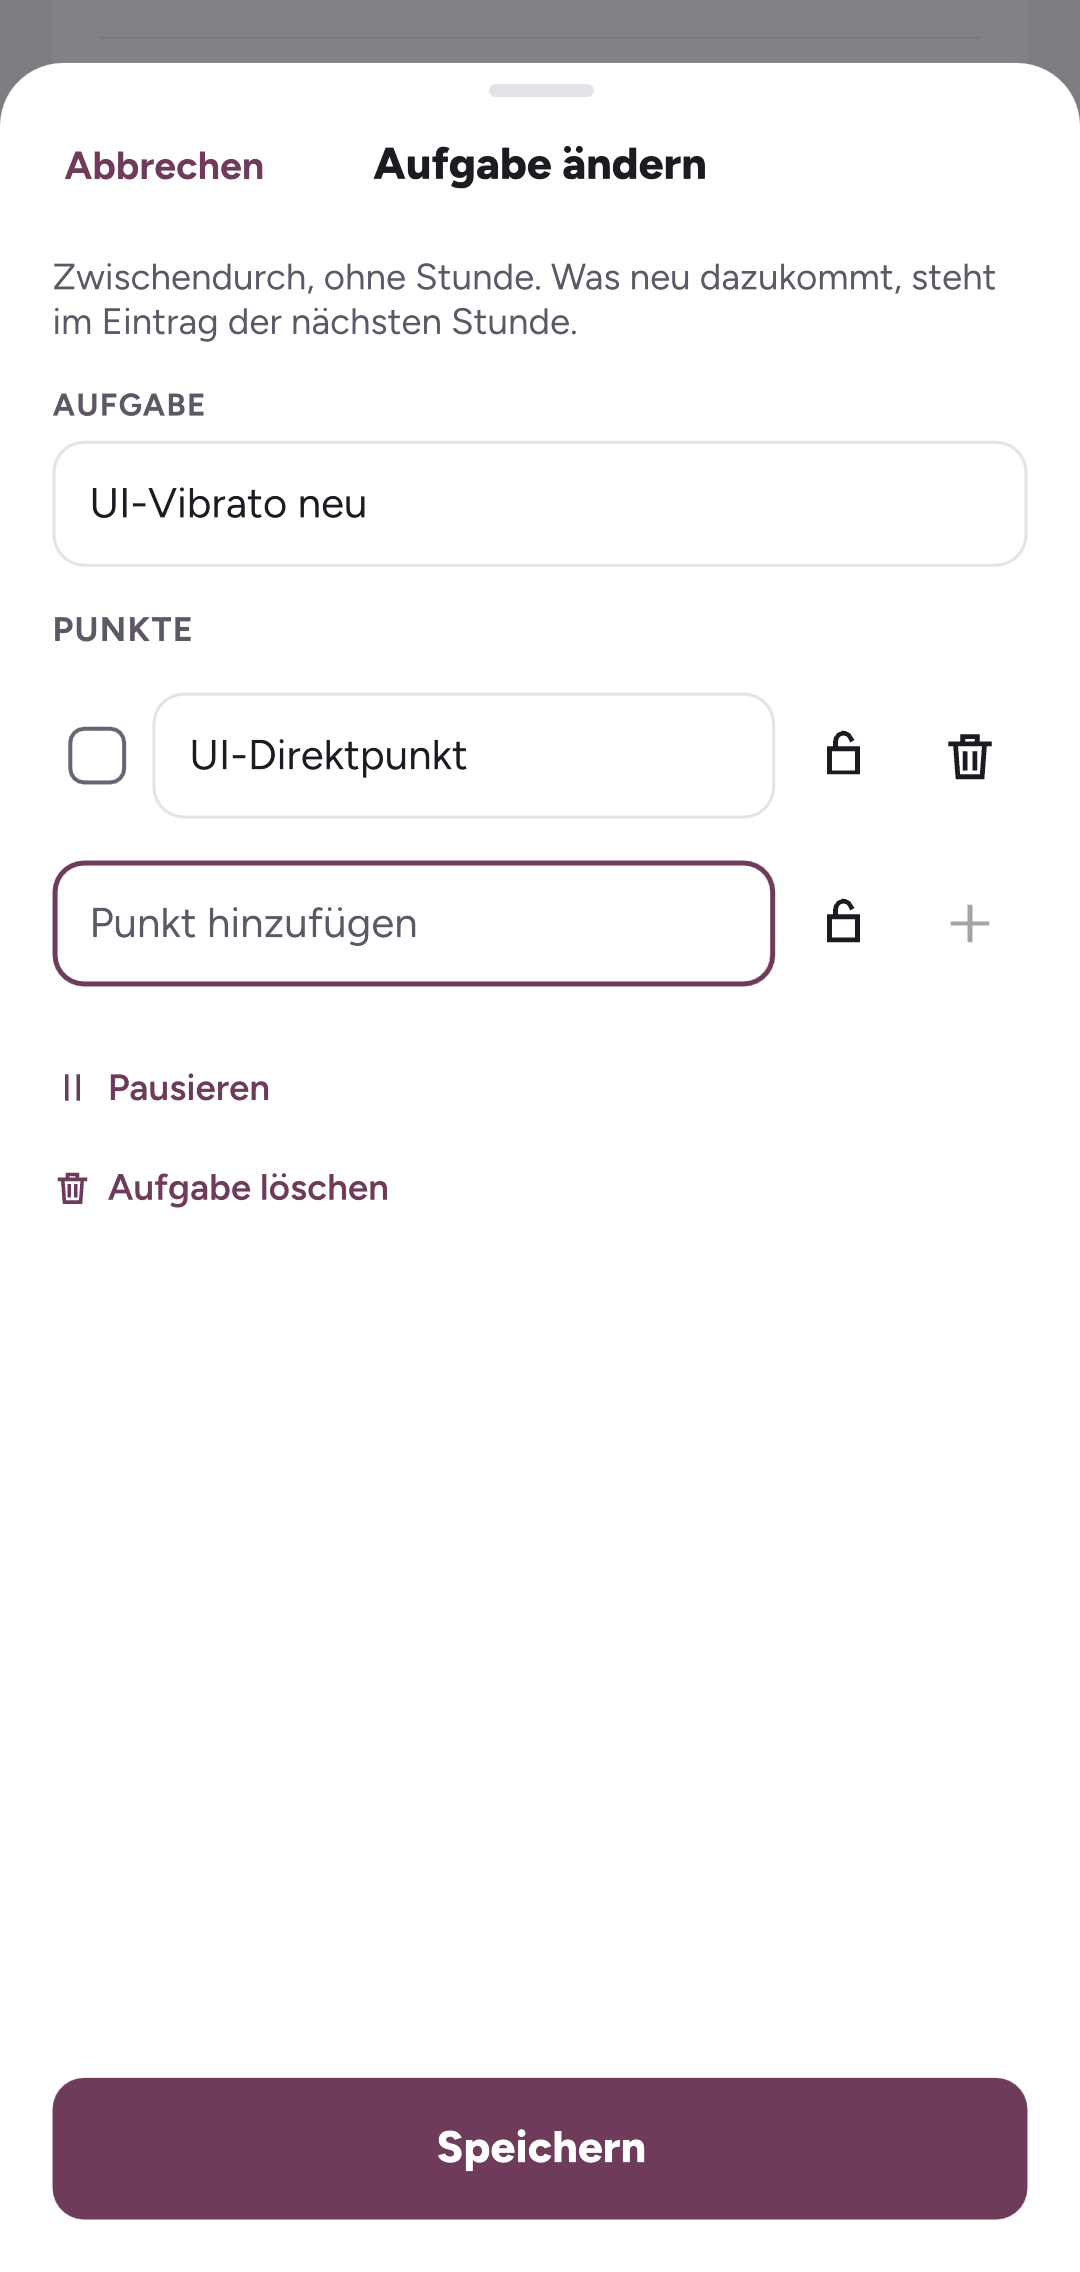 Abbrechen
Aufgabe ändern
Zwischendurch, ohne Stunde. Was neu dazukommt, steht
im Eintrag der nächsten Stunde.
AUFGABE
UI-Vibrato neu
PUNKTE
UI-Direktpunkt
Punkt hinzufügen
Pausieren
Aufgabe löschen
Speichern